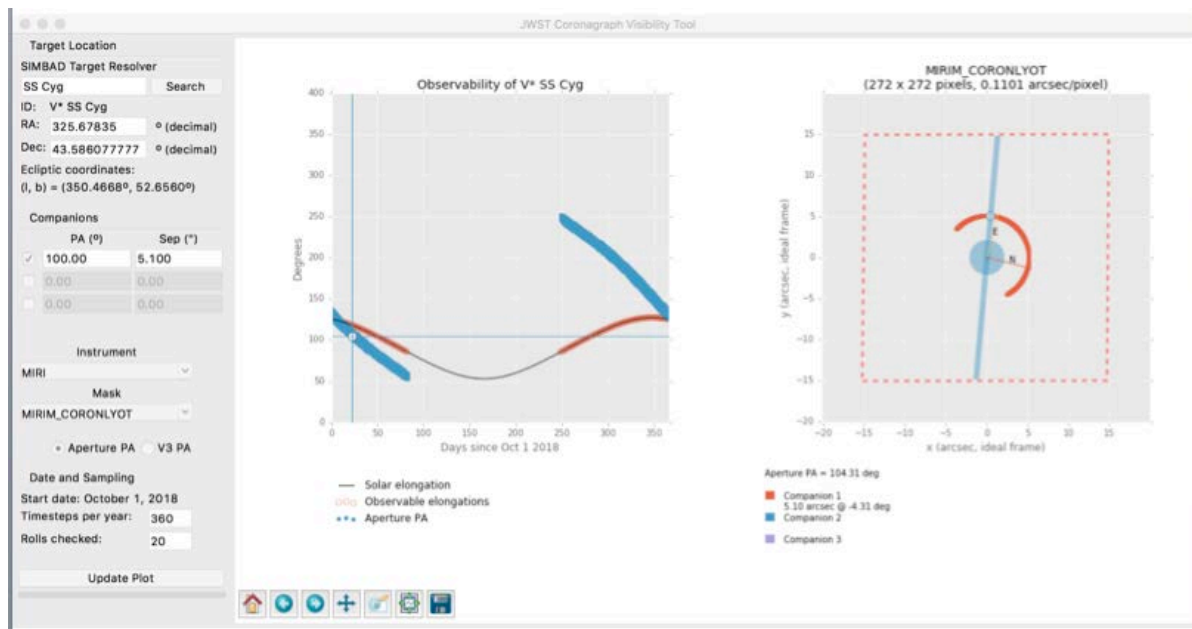 JWST Coronagraph Visibility Tool
Target Location
SIMBAD Target Resolver
SS Cyg Search
ID: V* SS Cyg
RA: 325.67835 º (decimal)
Dec: 43.586077777 º (decimal)
Ecliptic coordinates:
(l, b) = (350.4668º, 52.6560º)
Companions
PA (º) Sep (")
100.00 5.100
0.00 0.00
0.00 0.00
Instrument
MIRI
Mask
MIRIM_CORONLYOT
Aperture PA V3 PA
Date and Sampling
Start date: October 1, 2018
Timesteps per year: 360
Rolls checked: 20
Update Plot
Observability of V* SS Cyg
400
350
300
250
200
150
100
50
0
Degrees
0 50 100 150 200 250 300 350
Days since Oct 1 2018
Solar elongation
Observable elongations
Aperture PA
MIRIM_CORONLYOT
(272 x 272 pixels, 0.1101 arcsec/pixel)
15
10
5
0
−5
−10
−15
−20
y (arcsec, ideal frame)
E
N
−20 −15 −10 −5 0 5 10 15
x (arcsec, ideal frame)
Aperture PA = 104.31 deg
Companion 1
5.10 arcsec @ -4.31 deg
Companion 2
Companion 3